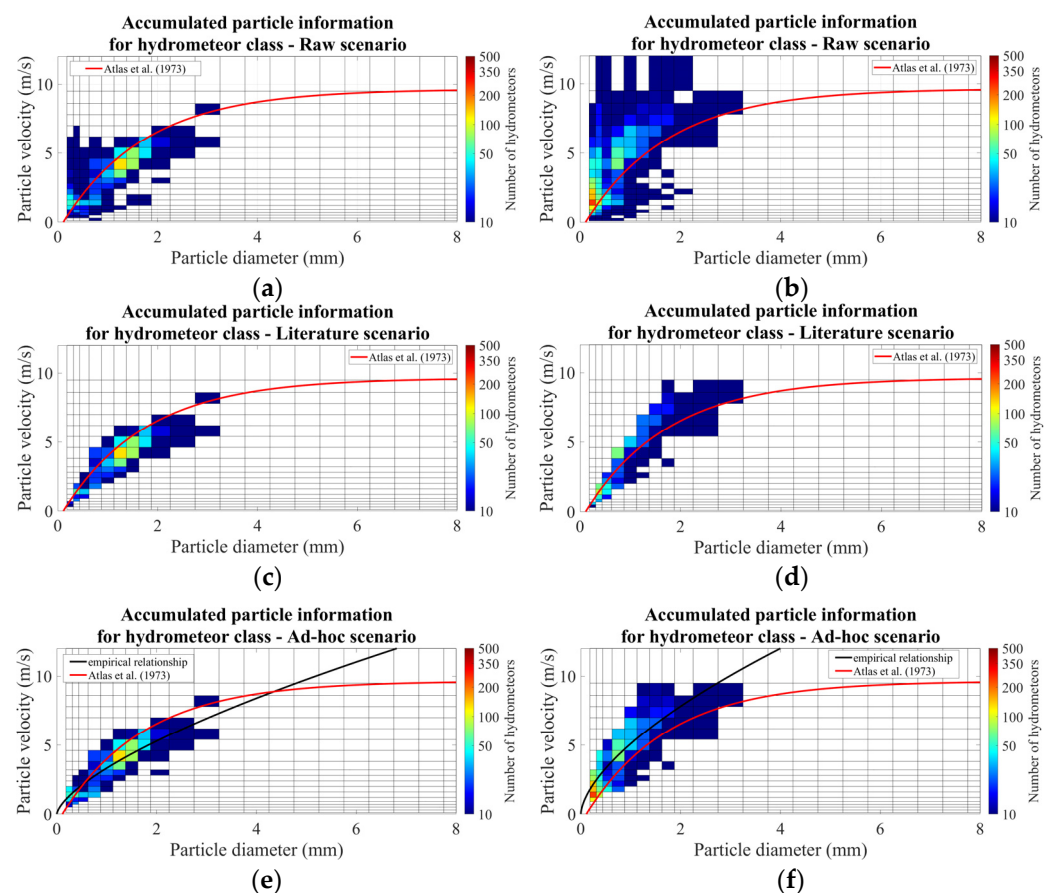 Accumulated particle information
for hydrometeor class - Raw scenario
Atlas et al. (1973)
Particle velocity (m/s)
10
5
0
0 2 4 6 8
Particle diameter (mm)
500
350
200
100
50
10
Number of hydrometeors
(a)
Accumulated particle information
for hydrometeor class - Raw scenario
Atlas et al. (1973)
Particle velocity (m/s)
10
5
0
0 2 4 6 8
Particle diameter (mm)
500
350
200
100
50
10
Number of hydrometeors
(b)
Accumulated particle information
for hydrometeor class - Literature scenario
Atlas et al. (1973)
Particle velocity (m/s)
10
5
0
0 2 4 6 8
Particle diameter (mm)
500
350
200
100
50
10
Number of hydrometeors
(c)
Accumulated particle information
for hydrometeor class - Literature scenario
Atlas et al. (1973)
Particle velocity (m/s)
10
5
0
0 2 4 6 8
Particle diameter (mm)
500
350
200
100
50
10
Number of hydrometeors
(d)
Accumulated particle information
for hydrometeor class - Ad-hoc scenario
empirical relationship
Atlas et al. (1973)
Particle velocity (m/s)
10
5
0
0 2 4 6 8
Particle diameter (mm)
500
350
200
100
50
10
Number of hydrometeors
(e)
Accumulated particle information
for hydrometeor class - Ad-hoc scenario
empirical relationship
Atlas et al. (1973)
Particle velocity (m/s)
10
5
0
0 2 4 6 8
Particle diameter (mm)
500
350
200
100
50
10
Number of hydrometeors
(f)